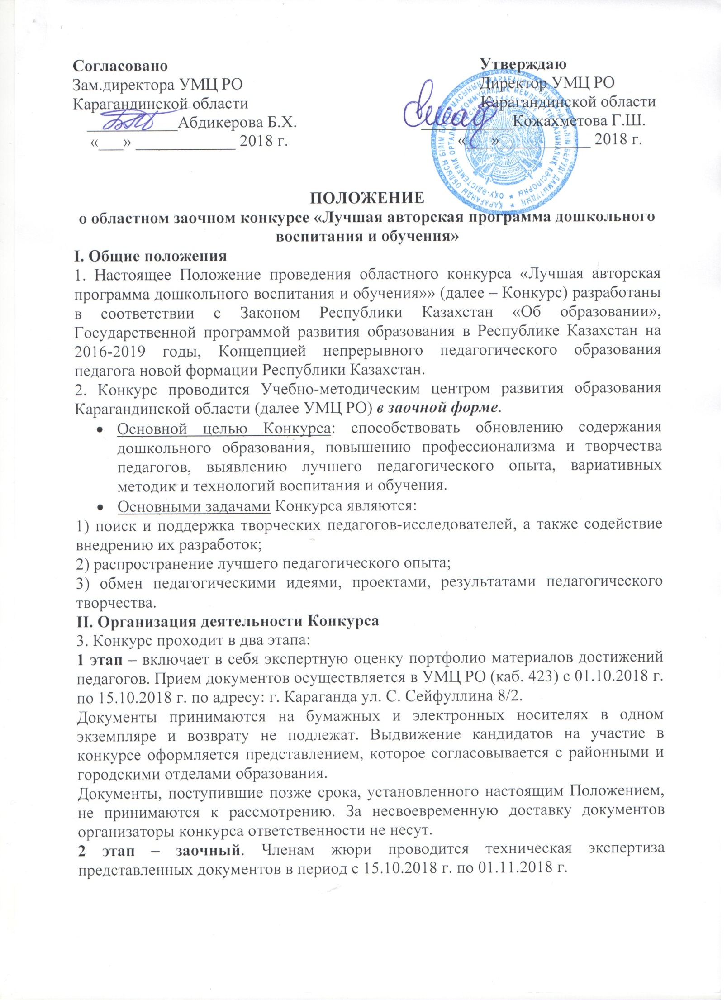 Согласовано
Зам.директора УМЦ РО
Карагандинской области
___________Абдикерова Б.Х.
«___» ____________ 2018 г.
Утверждаю
Директор УМЦ РО
Карагандинской области
___________Кожахметова Г.Ш.
«___»___________ 2018 г.
ПОЛОЖЕНИЕ
о областном заочном конкурсе «Лучшая авторская программа дошкольного
воспитания и обучения»
I. Общие положения
1. Настоящее Положение проведения областного конкурса «Лучшая авторская
программа дошкольного воспитания и обучения»» (далее – Конкурс) разработаны
в соответствии с Законом Республики Казахстан «Об образовании»,
Государственной программой развития образования в Республике Казахстан на
2016-2019 годы, Концепцией непрерывного педагогического образования
педагога новой формации Республики Казахстан.
2. Конкурс проводится Учебно-методическим центром развития образования
Карагандинской области (далее УМЦ РО) в заочной форме.
• Основной целью Конкурса: способствовать обновлению содержания
дошкольного образования, повышению профессионализма и творчества
педагогов, выявлению лучшего педагогического опыта, вариативных
методик и технологий воспитания и обучения.
• Основными задачами Конкурса являются:
1) поиск и поддержка творческих педагогов-исследователей, а также содействие
внедрению их разработок;
2) распространение лучшего педагогического опыта;
3) обмен педагогическими идеями, проектами, результатами педагогического
творчества.
II. Организация деятельности Конкурса
3. Конкурс проходит в два этапа:
1 этап – включает в себя экспертную оценку портфолио материалов достижений
педагогов. Прием документов осуществляется в УМЦ РО (каб. 423) с 01.10.2018 г.
по 15.10.2018 г. по адресу: г. Караганда ул. С. Сейфуллина 8/2.
Документы принимаются на бумажных и электронных носителях в одном
экземпляре и возврату не подлежат. Выдвижение кандидатов на участие в
конкурсе оформляется представлением, которое согласовывается с районными и
городскими отделами образования.
Документы, поступившие позже срока, установленного настоящим Положением,
не принимаются к рассмотрению. За несвоевременную доставку документов
организаторы конкурса ответственности не несут.
2 этап – заочный. Членам жюри проводится техническая экспертиза
представленных документов в период с 15.10.2018 г. по 01.11.2018 г.